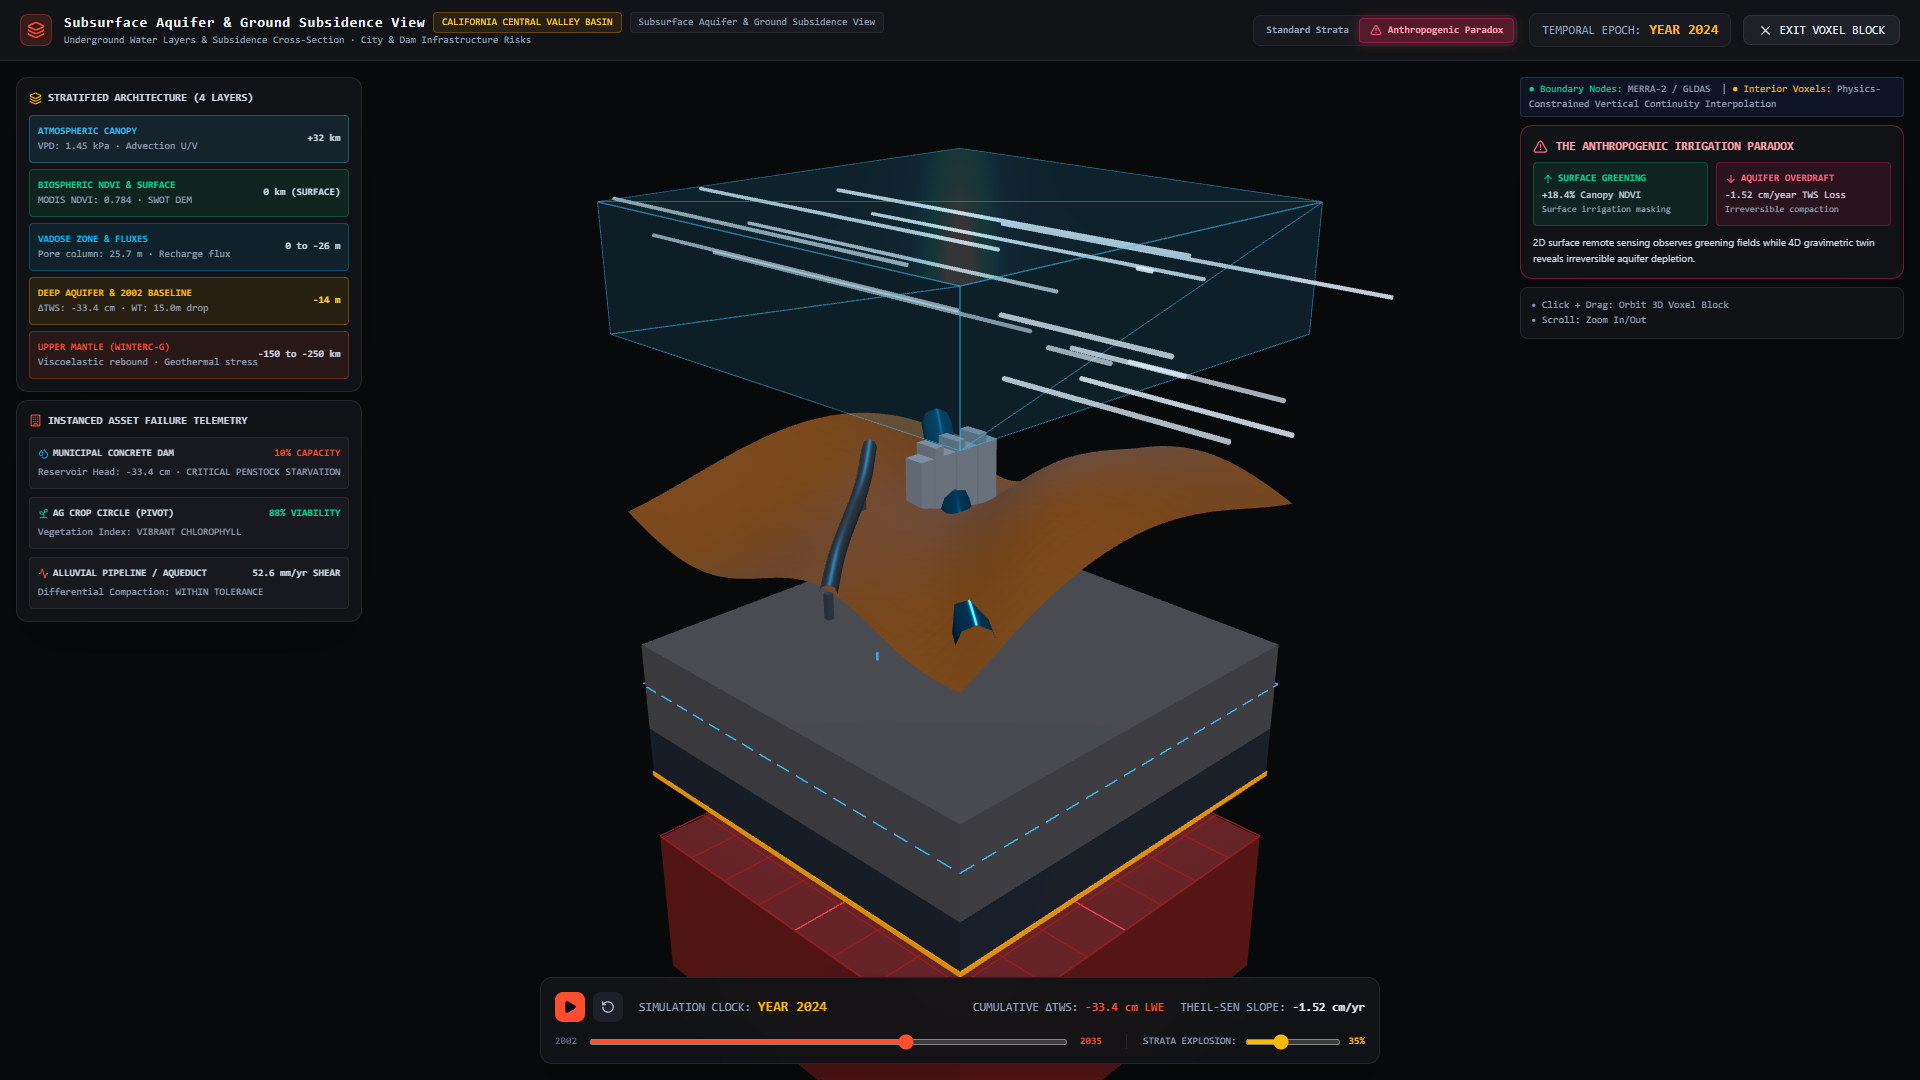 Subsurface Aquifer & Ground Subsidence View
CALIFORNIA CENTRAL VALLEY BASIN
Subsurface Aquifer & Ground Subsidence View
Underground Water Layers & Subsidence Cross-Section · City & Dam Infrastructure Risks
Standard Strata
Anthropogenic Paradox
TEMPORAL EPOCH: YEAR 2024
EXIT VOXEL BLOCK
STRATIFIED ARCHITECTURE (4 LAYERS)
ATMOSPHERIC CANOPY
+32 km
VPD: 1.45 kPa · Advection U/V
BIOSPHERIC NDVI & SURFACE
0 km (SURFACE)
MODIS NDVI: 0.784 · SWOT DEM
VADOSE ZONE & FLUXES
0 to -26 m
Pore column: 25.7 m · Recharge flux
DEEP AQUIFER & 2002 BASELINE
-14 m
ΔTWS: -33.4 cm · WT: 15.0m drop
UPPER MANTLE (WINTERC-G)
-150 to -250 km
Viscoelastic rebound · Geothermal stress
INSTANCED ASSET FAILURE TELEMETRY
MUNICIPAL CONCRETE DAM
10% CAPACITY
Reservoir Head: -33.4 cm · CRITICAL PENSTOCK STARVATION
AG CROP CIRCLE (PIVOT)
88% VIABILITY
Vegetation Index: VIBRANT CHLOROPHYLL
ALLUVIAL PIPELINE / AQUEDUCT
52.6 mm/yr SHEAR
Differential Compaction: WITHIN TOLERANCE
● Boundary Nodes: MERRA-2 / GLDAS | ● Interior Voxels: Physics-
Constrained Vertical Continuity Interpolation
THE ANTHROPOGENIC IRRIGATION PARADOX
SURFACE GREENING
+18.4% Canopy NDVI
Surface irrigation masking
AQUIFER OVERDRAFT
-1.52 cm/year TWS Loss
Irreversible compaction
2D surface remote sensing observes greening fields while 4D gravimetric twin
reveals irreversible aquifer depletion.
• Click + Drag: Orbit 3D Voxel Block
• Scroll: Zoom In/Out
SIMULATION CLOCK: YEAR 2024
CUMULATIVE ΔTWS: -33.4 cm LWE
THEIL-SEN SLOPE: -1.52 cm/yr
2002
2035
STRATA EXPLOSION:
35%